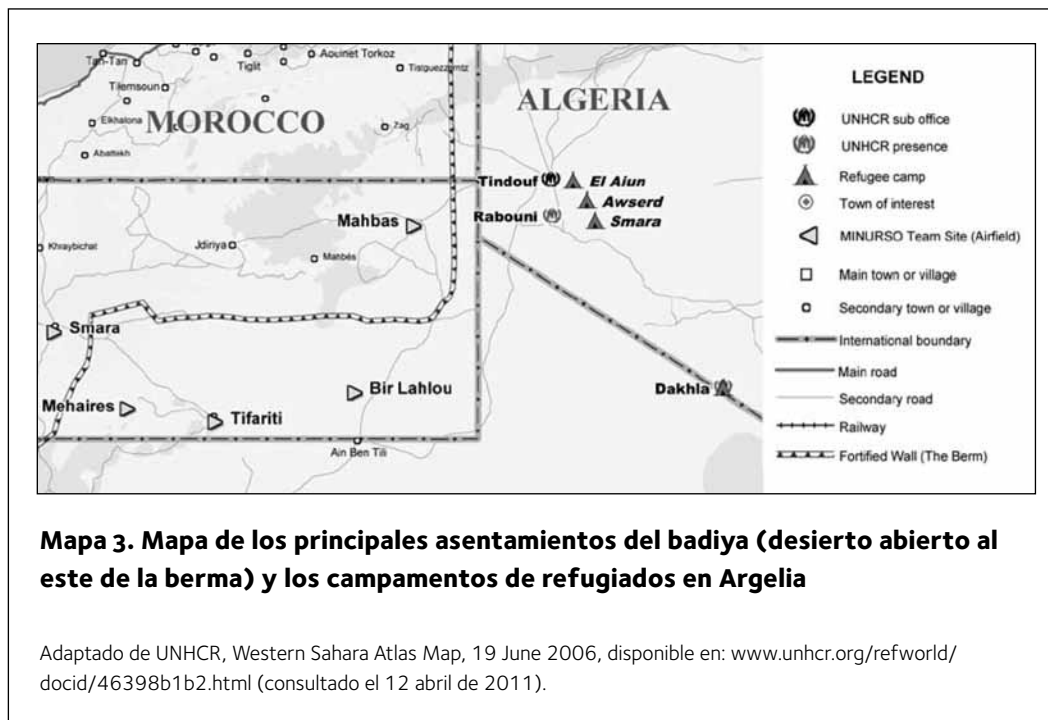 Tan-Tan
Tiglit
Aouinet Torkoz
Tilemsoun
MOROCCO
Elkhalona
Zag
Abattekh
ALGERIA
Tindouf
El Aiun
Awserd
Rabouni
Smara
Mahbas
Khraybichat
Jdiriya
Mahbés
Smara
Mehaires
Tifariti
Bir Lahlou
Ain Ben Tili
Dakhla
LEGEND
UNHCR sub office
UNHCR presence
Refugee camp
Town of interest
MINURSO Team Site (Airfield)
Main town or village
Secondary town or village
International boundary
Main road
Secondary road
Railway
Fortified Wall (The Berm)
Mapa 3. Mapa de los principales asentamientos del badiya (desierto abierto al
este de la berma) y los campamentos de refugiados en Argelia
Adaptado de UNHCR, Western Sahara Atlas Map, 19 June 2006, disponible en: www.unhcr.org/refworld/
docid/46398b1b2.html (consultado el 12 abril de 2011).